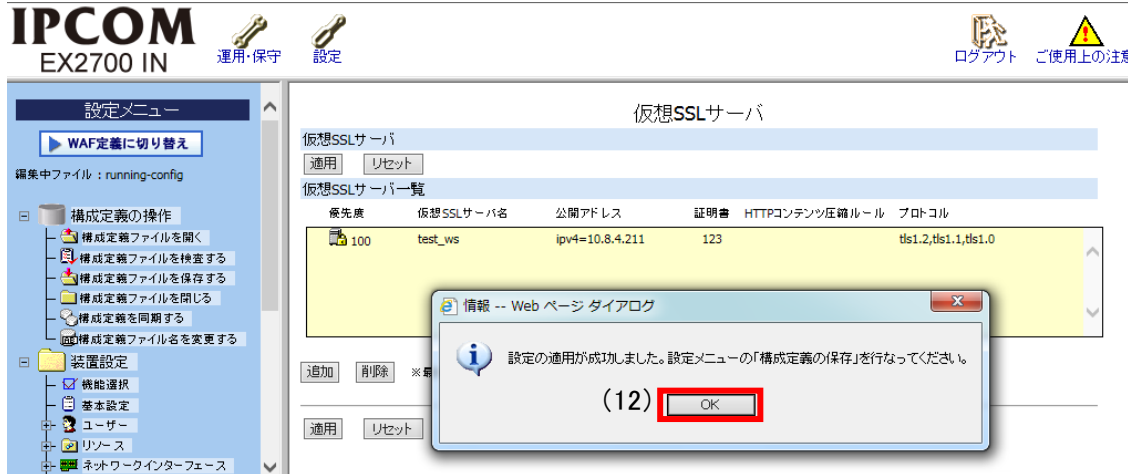 IPCOM
EX2700 IN
運用･保守
設定
ログアウト
ご使用上の注意
設定メニュー
WAF定義に切り替え
編集中ファイル：running-config
構成定義の操作
構成定義ファイルを開く
構成定義ファイルを検査する
構成定義ファイルを保存する
構成定義ファイルを閉じる
構成定義を同期する
構成定義ファイル名を変更する
装置設定
機能選択
基本設定
ユーザー
リソース
ネットワークインターフェース
仮想SSLサーバ
仮想SSLサーバ
適用 リセット
仮想SSLサーバ一覧
優先度 仮想SSLサーバ名 公開アドレス 証明書 HTTPコンテンツ圧縮ルール プロトコル
100 test_ws ipv4=10.8.4.211 123 tls1.2,tls1.1,tls1.0
情報 -- Web ページ ダイアログ
設定の適用が成功しました。設定メニューの｢構成定義の保存｣を行なってください。
(12) OK
追加 削除 ※最
適用 リセット